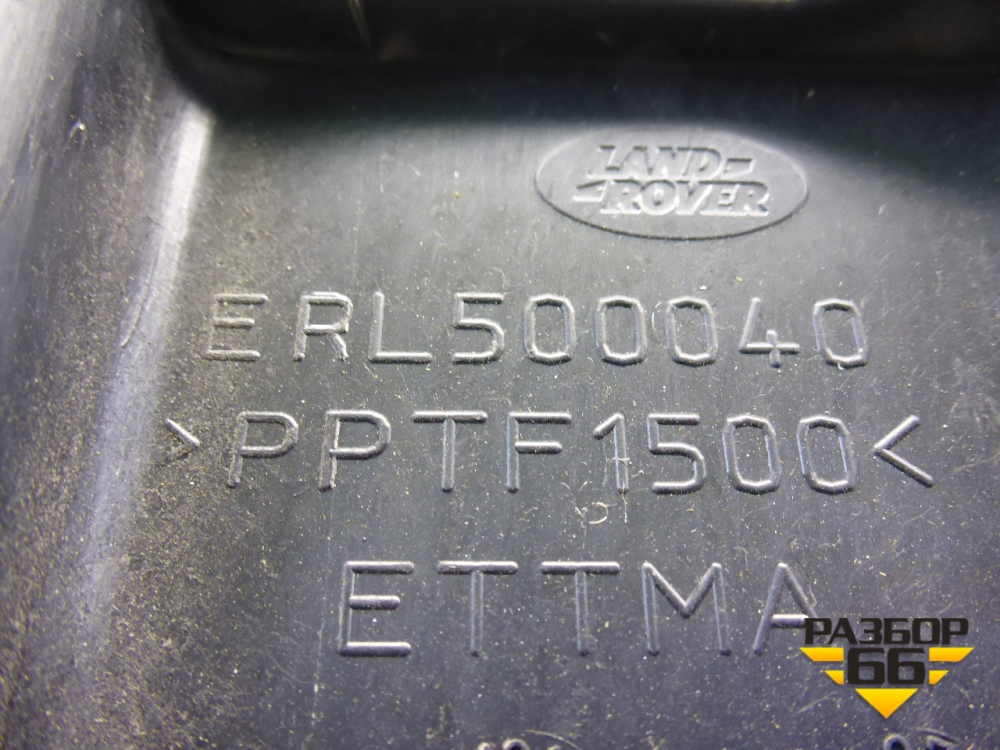 LAND-
ROVER
ERL500040
>PPTF1500<
ETTMA
РАЗБОР
66